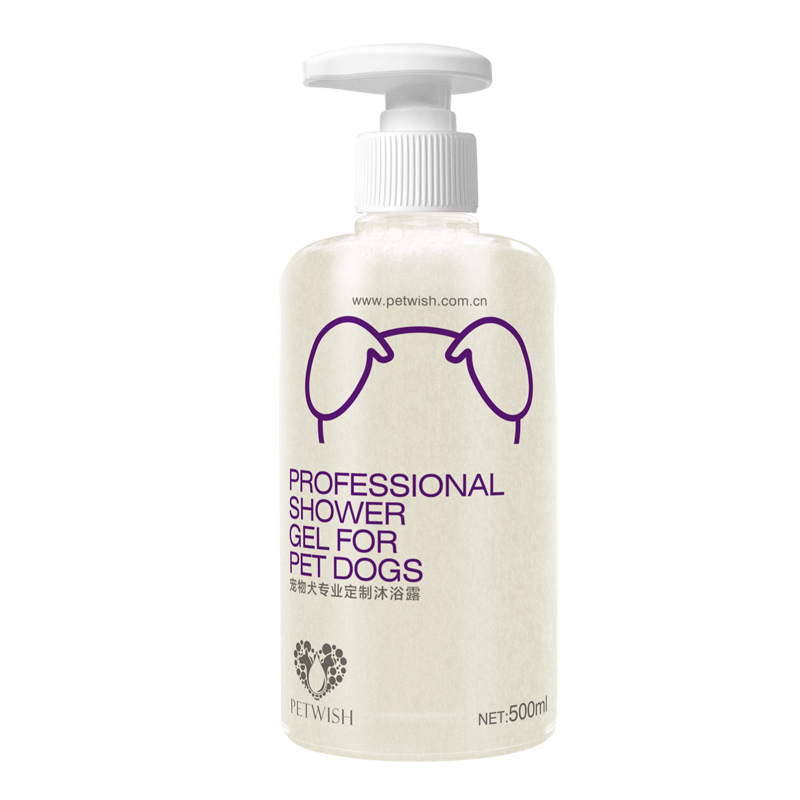 www.petwish.com.cn
PROFESSIONAL
SHOWER
GEL FOR
PET DOGS
宠物犬专业定制沐浴露
PETWISH
NET:500ml